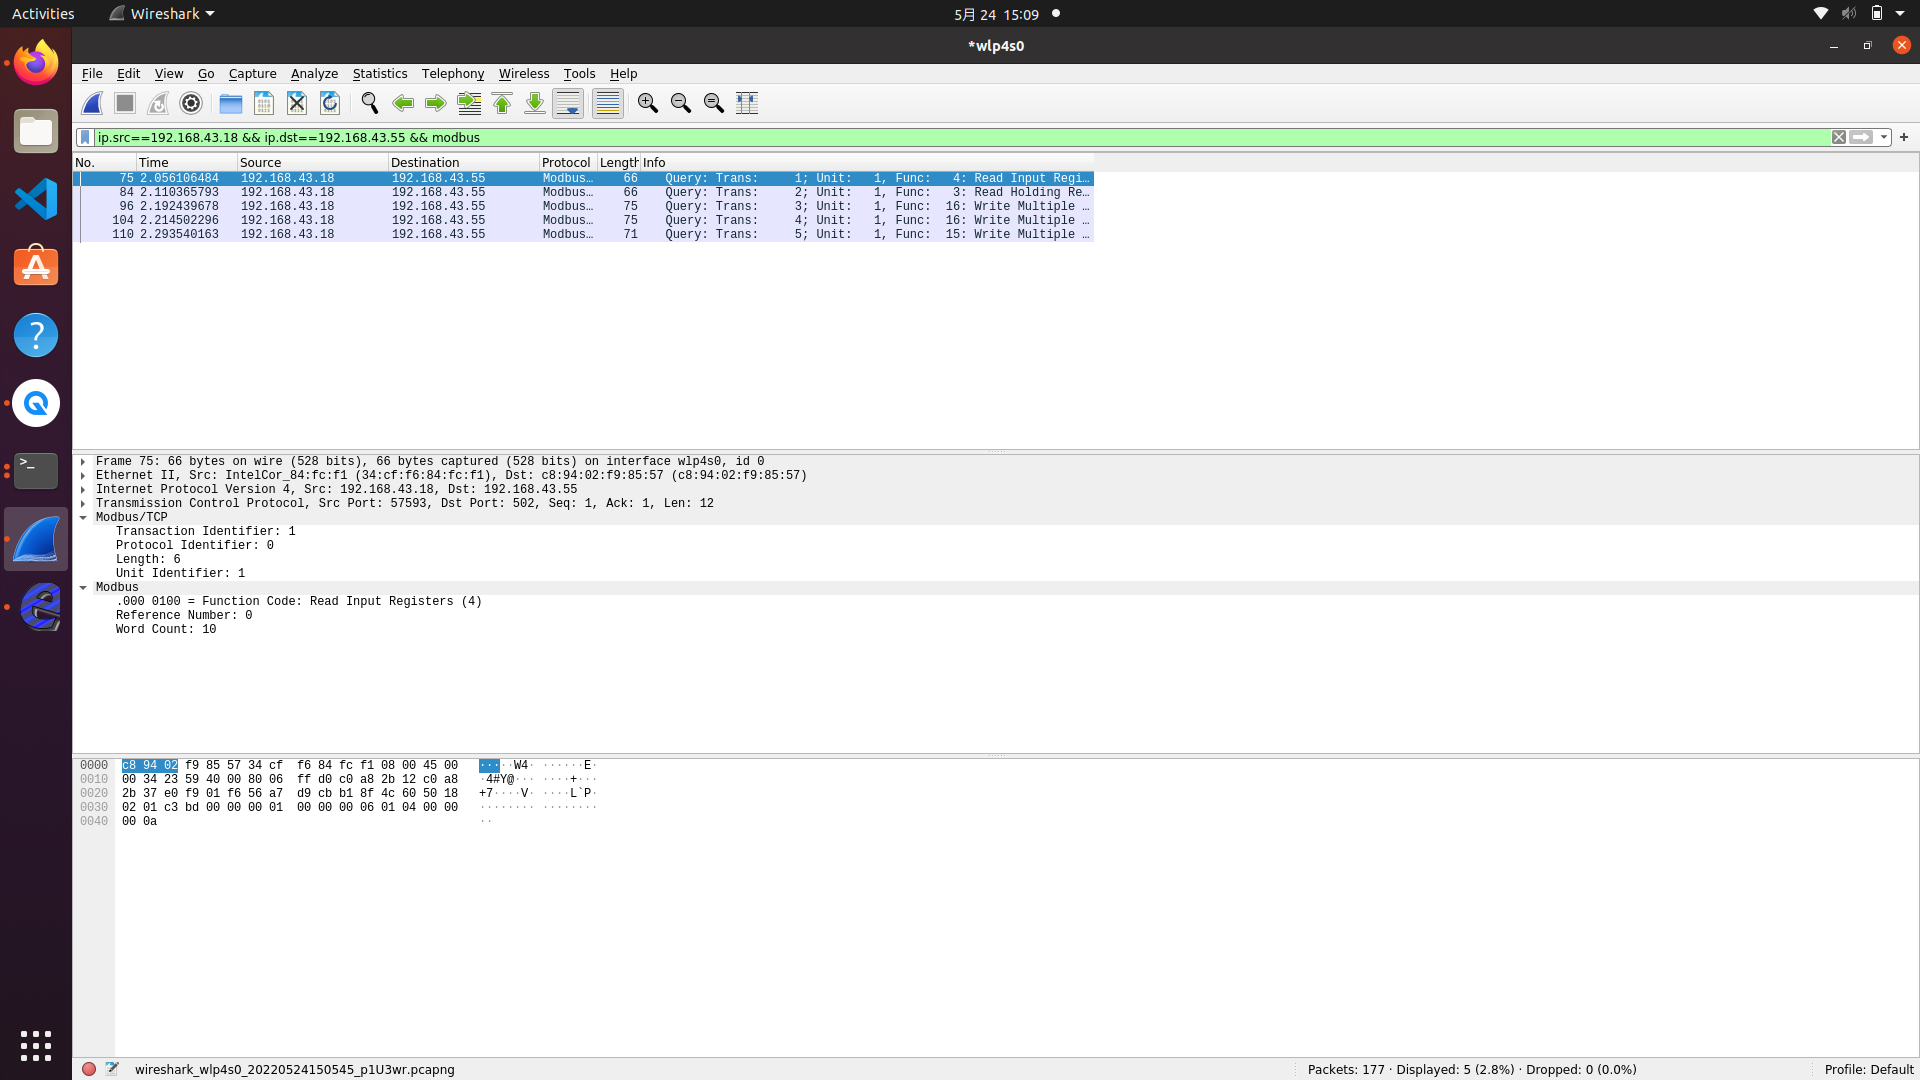 Activities Wireshark 5月 24 15:09
*wlp4s0
File Edit View Go Capture Analyze Statistics Telephony Wireless Tools Help
ip.src==192.168.43.18 && ip.dst==192.168.43.55 && modbus
No. Time Source Destination Protocol Length Info
75 2.056106484 192.168.43.18 192.168.43.55 Modbus… 66 Query: Trans: 1; Unit: 1, Func: 4: Read Input Regi…
84 2.110365793 192.168.43.18 192.168.43.55 Modbus… 66 Query: Trans: 2; Unit: 1, Func: 3: Read Holding Re…
96 2.192439678 192.168.43.18 192.168.43.55 Modbus… 75 Query: Trans: 3; Unit: 1, Func: 16: Write Multiple …
104 2.214502296 192.168.43.18 192.168.43.55 Modbus… 75 Query: Trans: 4; Unit: 1, Func: 16: Write Multiple …
110 2.293540163 192.168.43.18 192.168.43.55 Modbus… 71 Query: Trans: 5; Unit: 1, Func: 15: Write Multiple …
Frame 75: 66 bytes on wire (528 bits), 66 bytes captured (528 bits) on interface wlp4s0, id 0
Ethernet II, Src: IntelCor_84:fc:f1 (34:cf:f6:84:fc:f1), Dst: c8:94:02:f9:85:57 (c8:94:02:f9:85:57)
Internet Protocol Version 4, Src: 192.168.43.18, Dst: 192.168.43.55
Transmission Control Protocol, Src Port: 57593, Dst Port: 502, Seq: 1, Ack: 1, Len: 12
Modbus/TCP
Transaction Identifier: 1
Protocol Identifier: 0
Length: 6
Unit Identifier: 1
Modbus
.000 0100 = Function Code: Read Input Registers (4)
Reference Number: 0
Word Count: 10
0000 c8 94 02 f9 85 57 34 cf f6 84 fc f1 08 00 45 00 ·····W4· ······E·
0010 00 34 23 59 40 00 80 06 ff d0 c0 a8 2b 12 c0 a8 ·4#Y@··· ····+···
0020 2b 37 e0 f9 01 f6 56 a7 d9 cb b1 8f 4c 60 50 18 +7····V· ····L`P·
0030 02 01 c3 bd 00 00 00 01 00 00 00 06 01 04 00 00 ········ ········
0040 00 0a ··
wireshark_wlp4s0_20220524150545_p1U3wr.pcapng Packets: 177 · Displayed: 5 (2.8%) · Dropped: 0 (0.0%) Profile: Default